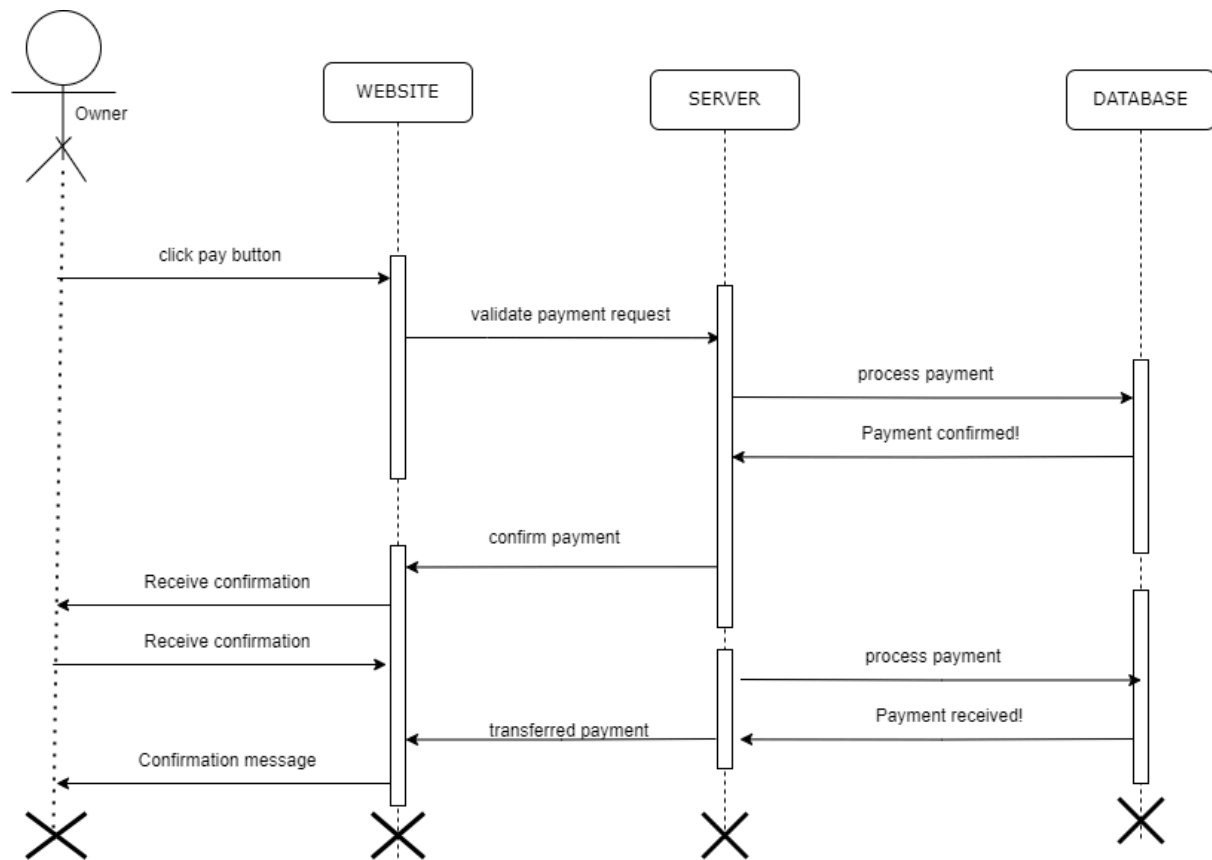 WEBSITE
SERVER
DATABASE
Owner
click pay button
validate payment request
process payment
Payment confirmed!
confirm payment
Receive confirmation
Receive confirmation
process payment
Payment received!
transferred payment
Confirmation message